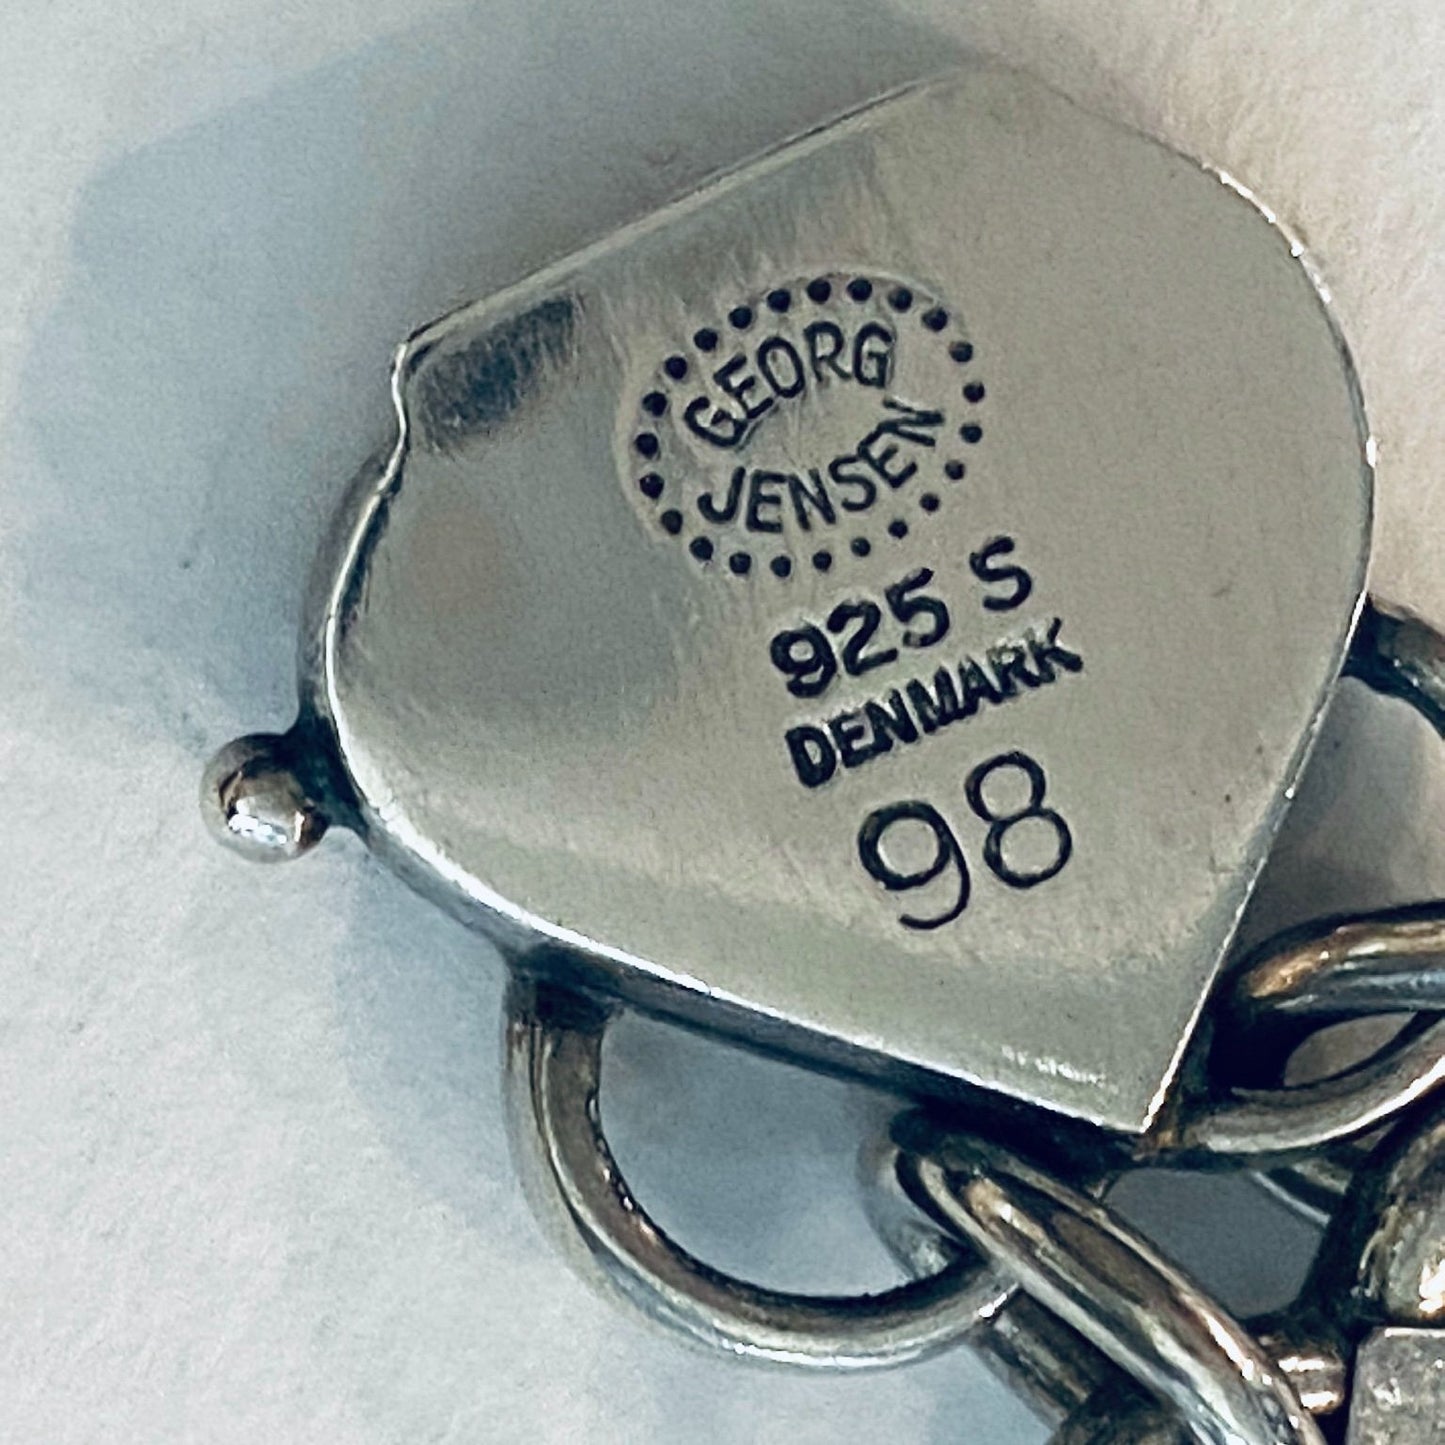 GEORG
JENSEN
925 S
DENMARK
98